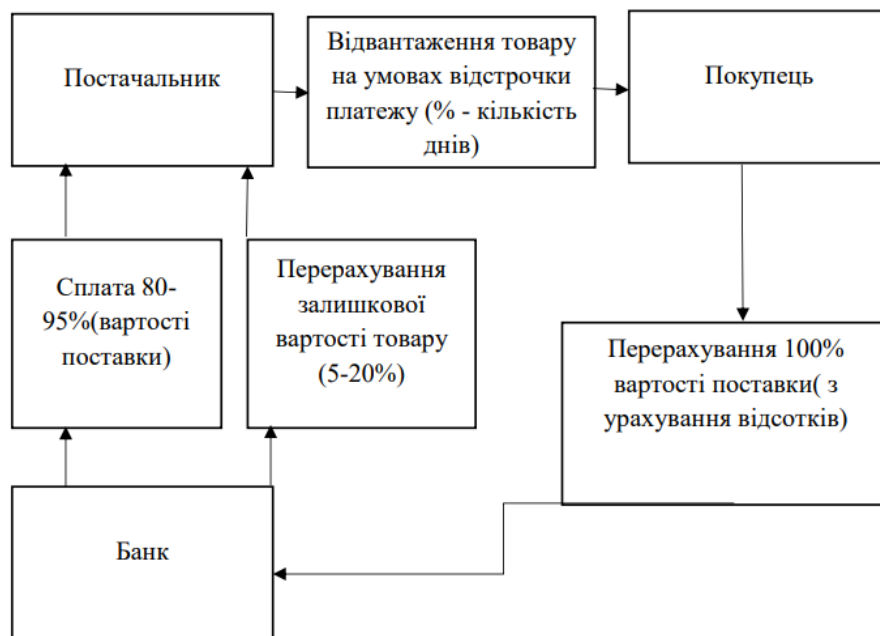 Постачальник
Відвантаження товару
на умовах відстрочки
платежу (% - кількість
днів)
Покупець
Сплата 80-
95%(вартості
поставки)
Перерахування
залишкової
вартості товару
(5-20%)
Перерахування 100%
вартості поставки( з
урахування відсотків)
Банк